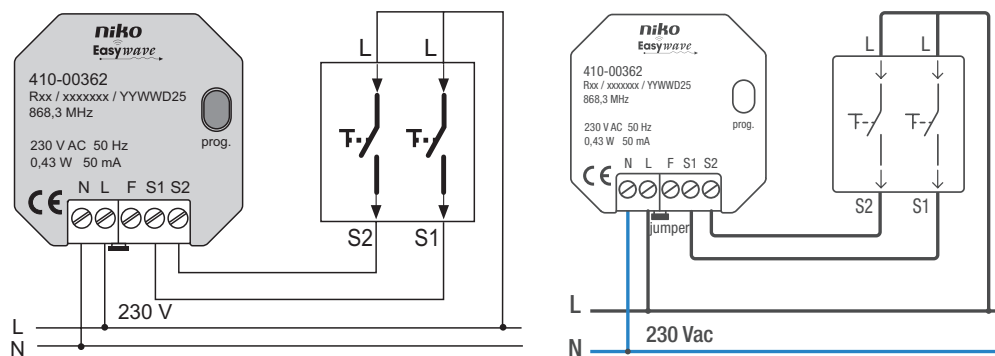 niko
Easywave
410-00362
Rxx / xxxxxxx / YYWWD25
868,3 MHz
prog.
230 V AC 50 Hz
0,43 W 50 mA
CE
N L F S1 S2
L L
S2 S1
230 V
L
N
niko
Easywave
410-00362
Rxx / xxxxxxx / YYWWD25
868,3 MHz
prog.
230 V AC 50 Hz
0,43 W 50 mA
CE
N L F S1 S2
jumper
L L
S2 S1
L
230 Vac
N